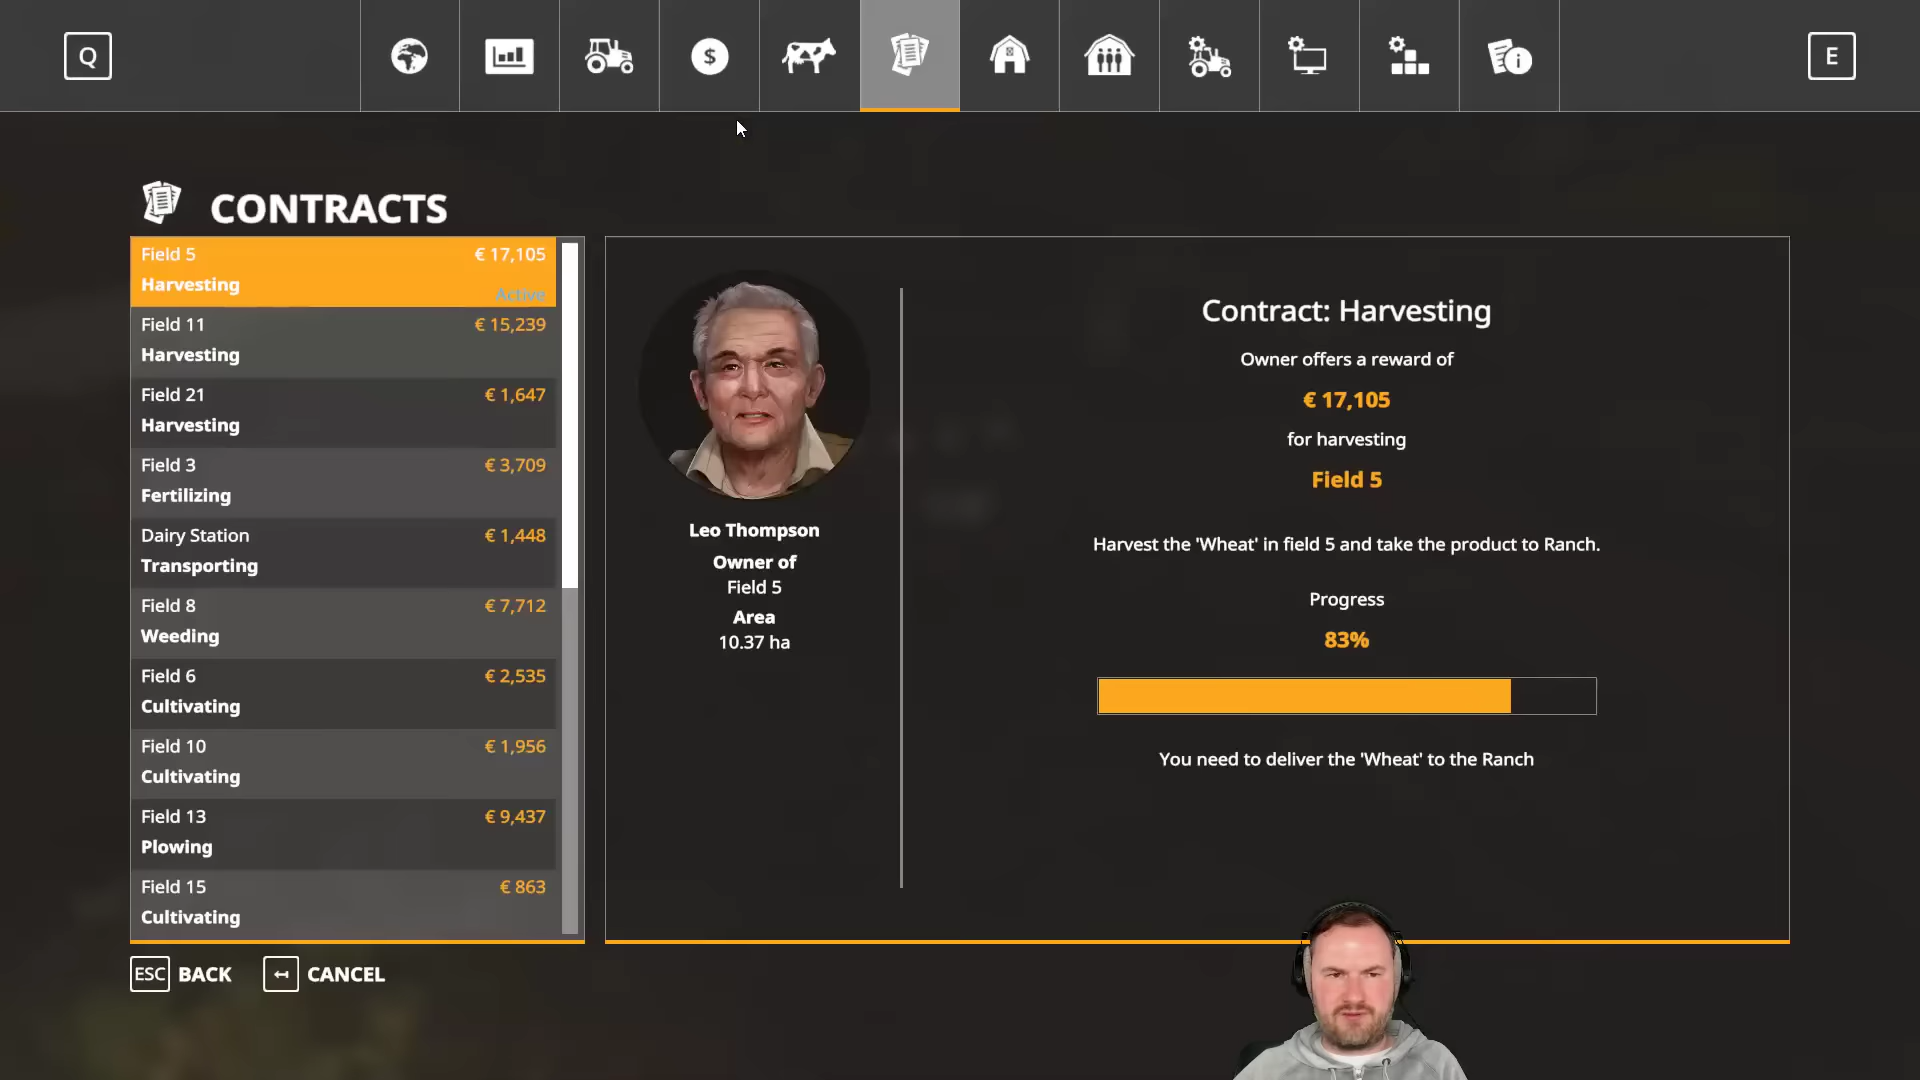 Q
$
i
E
CONTRACTS
Field 5
€ 17,105
Harvesting
Active
Field 11
€ 15,239
Harvesting
Field 21
€ 1,647
Harvesting
Field 3
€ 3,709
Fertilizing
Dairy Station
€ 1,448
Transporting
Field 8
€ 7,712
Weeding
Field 6
€ 2,535
Cultivating
Field 10
€ 1,956
Cultivating
Field 13
€ 9,437
Plowing
Field 15
€ 863
Cultivating
Leo Thompson
Owner of
Field 5
Area
10.37 ha
Contract: Harvesting
Owner offers a reward of
€ 17,105
for harvesting
Field 5
Harvest the 'Wheat' in field 5 and take the product to Ranch.
Progress
83%
You need to deliver the 'Wheat' to the Ranch
ESC BACK
CANCEL